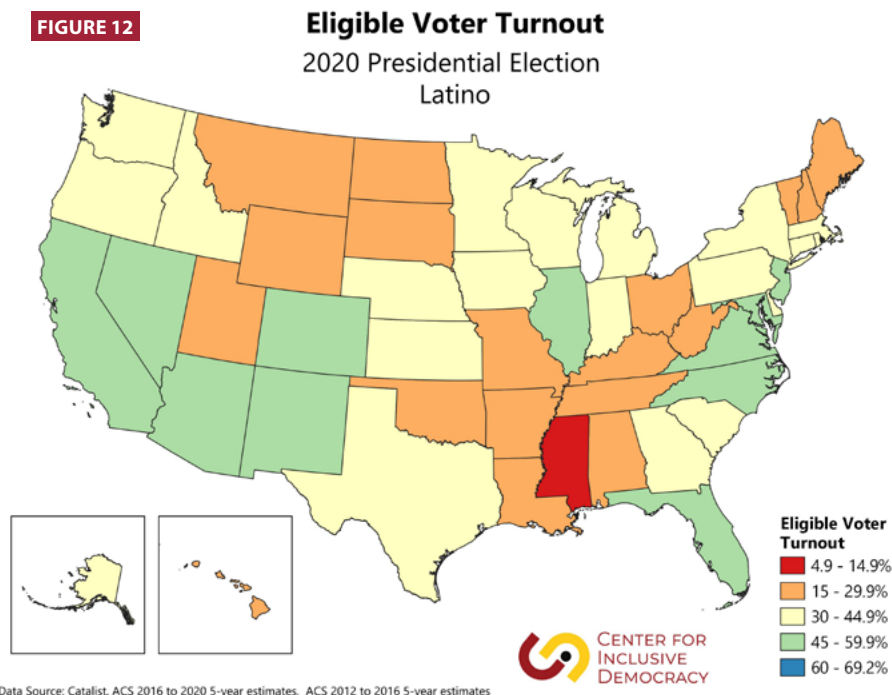 FIGURE 12
Eligible Voter Turnout
2020 Presidential Election
Latino
Eligible Voter
Turnout
4.9 - 14.9%
15 - 29.9%
30 - 44.9%
45 - 59.9%
60 - 69.2%
CENTER FOR
INCLUSIVE
DEMOCRACY
Data Source: Catalist, ACS 2016 to 2020 5-year estimates, ACS 2012 to 2016 5-year estimates